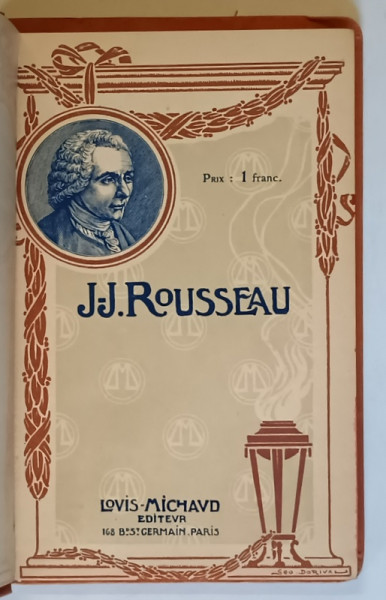 PRIX : 1 franc.
J-J. ROUSSEAU
LOVIS-MICHAVD
EDITEVR
168 Bᴰ Sᵀ GERMAIN.PARIS